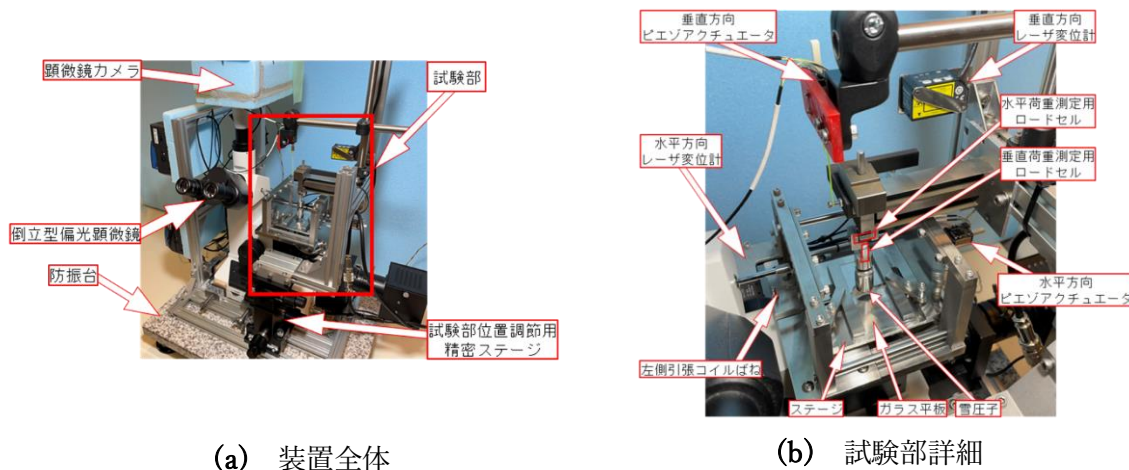 顕微鏡カメラ
試験部
倒立型偏光顕微鏡
防振台
試験部位置調節用
精密ステージ
(a) 装置全体
垂直方向
ピエゾアクチュエータ
垂直方向
レーザ変位計
水平荷重測定用
ロードセル
水平方向
レーザ変位計
垂直荷重測定用
ロードセル
水平方向
ピエゾアクチュエータ
左側引張コイルばね
ステージ
ガラス平板
雪圧子
(b) 試験部詳細